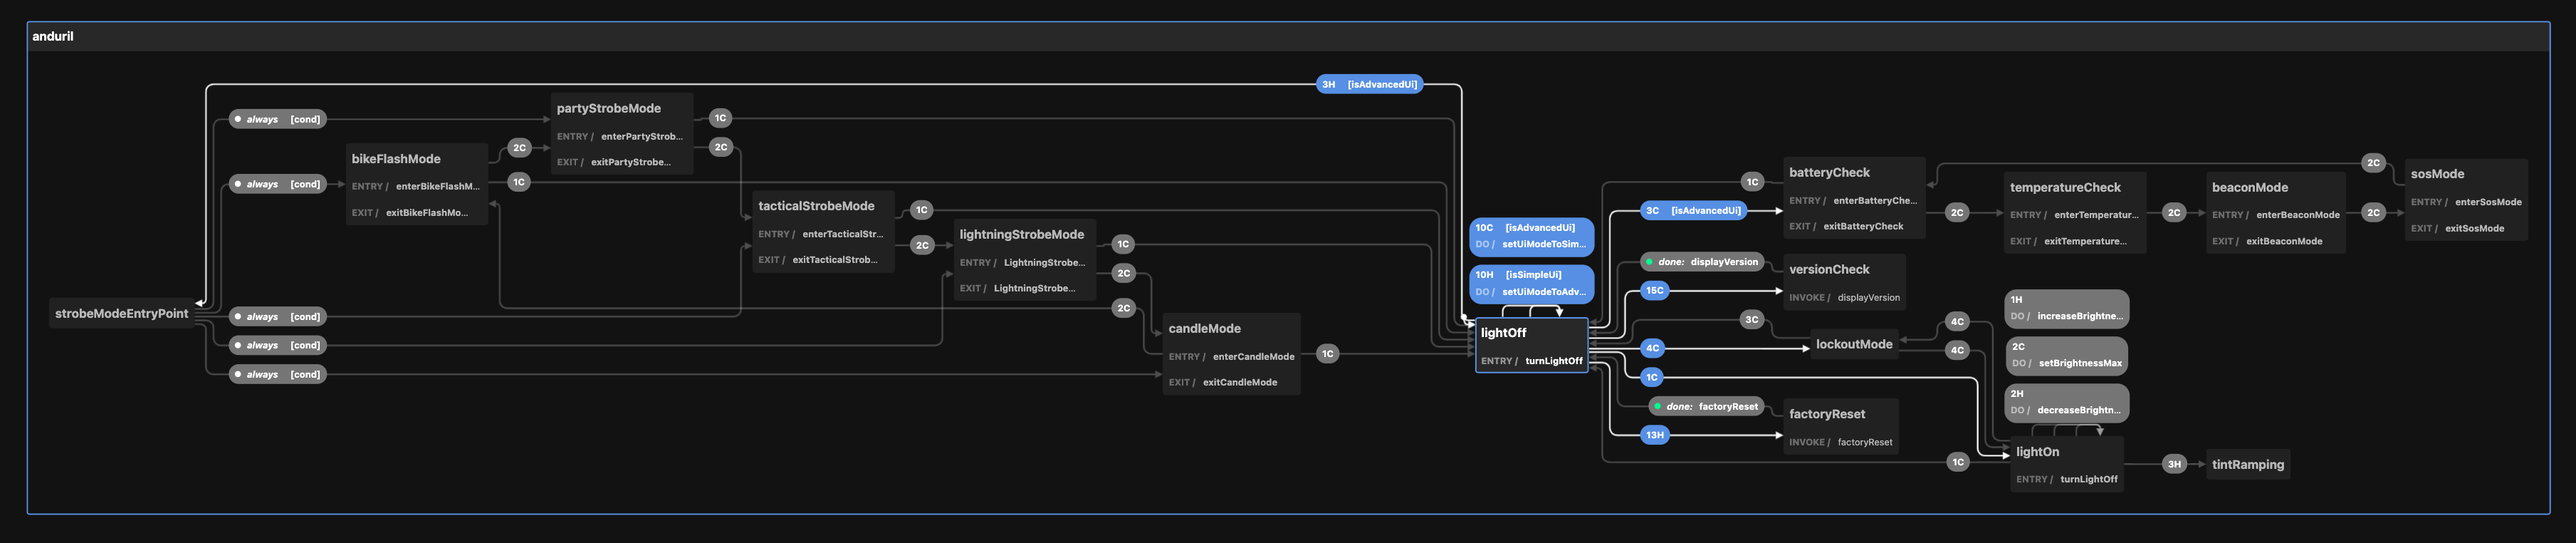 anduril
3H [isAdvancedUi]
always [cond]
partyStrobeMode
ENTRY / enterPartyStrob...
EXIT / exitPartyStrobe...
1C
2C
always [cond]
bikeFlashMode
ENTRY / enterBikeFlashM...
EXIT / exitBikeFlashMo...
2C
1C
tacticalStrobeMode
ENTRY / enterTacticalStr...
EXIT / exitTacticalStrob...
1C
2C
lightningStrobeMode
ENTRY / LightningStrobe...
EXIT / LightningStrobe...
1C
2C
2C
strobeModeEntryPoint
always [cond]
always [cond]
always [cond]
candleMode
ENTRY / enterCandleMode
EXIT / exitCandleMode
1C
10C [isAdvancedUi]
DO / setUiModeToSim...
10H [isSimpleUi]
DO / setUiModeToAdv...
lightOff
ENTRY / turnLightOff
1C
3C [isAdvancedUi]
done: displayVersion
15C
3C
4C
1C
done: factoryReset
13H
batteryCheck
ENTRY / enterBatteryChe...
EXIT / exitBatteryCheck
versionCheck
INVOKE / displayVersion
lockoutMode
factoryReset
INVOKE / factoryReset
2C
temperatureCheck
ENTRY / enterTemperatur...
EXIT / exitTemperature...
2C
beaconMode
ENTRY / enterBeaconMode
EXIT / exitBeaconMode
2C
2C
sosMode
ENTRY / enterSosMode
EXIT / exitSosMode
4C
4C
1H
DO / increaseBrightne...
2C
DO / setBrightnessMax
2H
DO / decreaseBrightn...
1C
lightOn
ENTRY / turnLightOff
3H
tintRamping